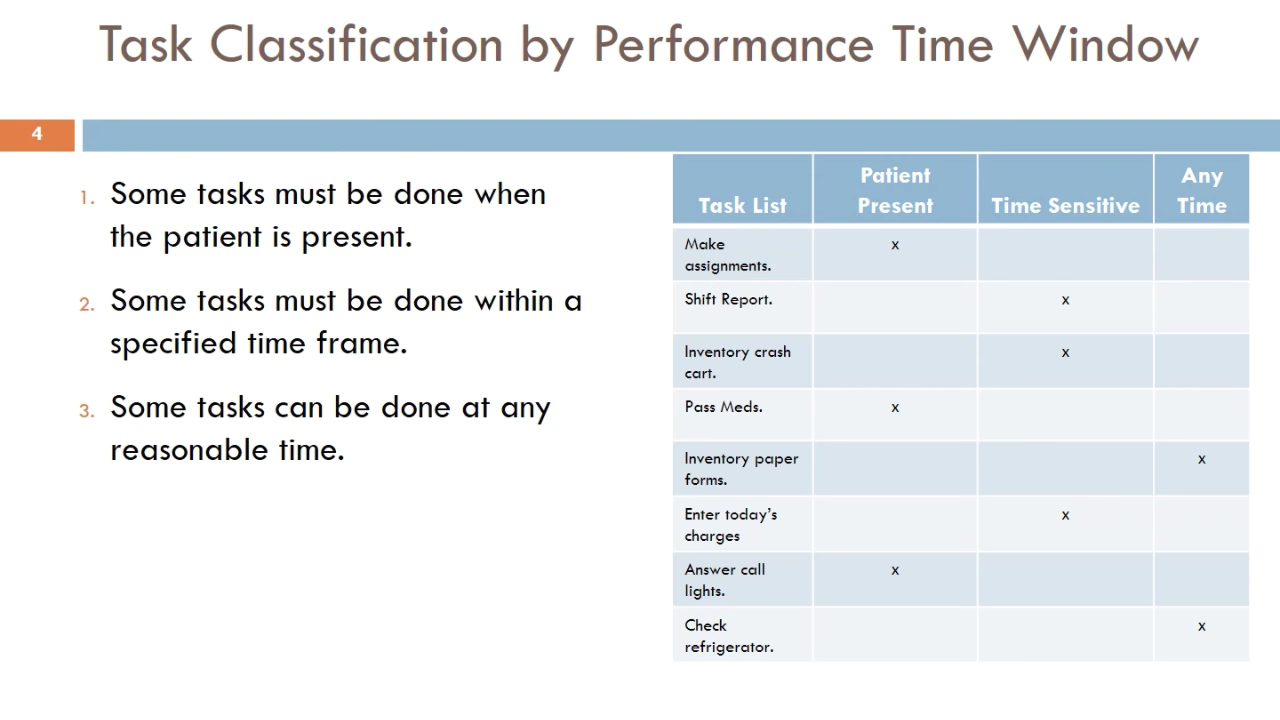 Task Classification by Performance Time Window
4
1. Some tasks must be done when
the patient is present.
2. Some tasks must be done within a
specified time frame.
3. Some tasks can be done at any
reasonable time.
Task List Patient Present Time Sensitive Any Time
Make
assignments. x
Shift Report. x
Inventory crash
cart. x
Pass Meds. x
Inventory paper
forms. x
Enter today’s
charges x
Answer call
lights. x
Check
refrigerator. x